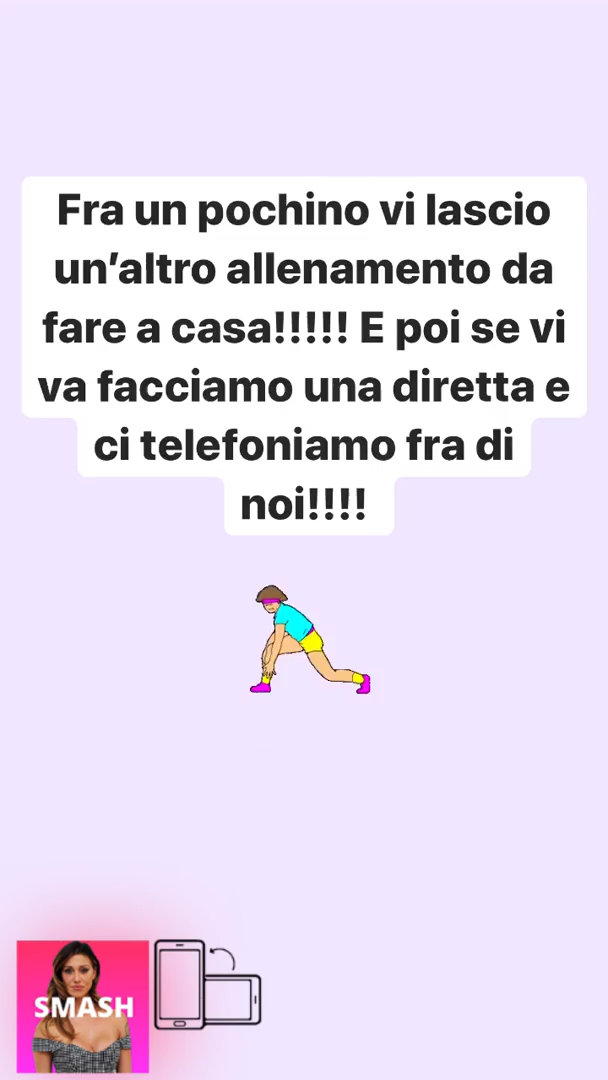 Fra un pochino vi lascio
un’altro allenamento da
fare a casa!!!!! E poi se vi
va facciamo una diretta e
ci telefoniamo fra di
noi!!!!
SMASH